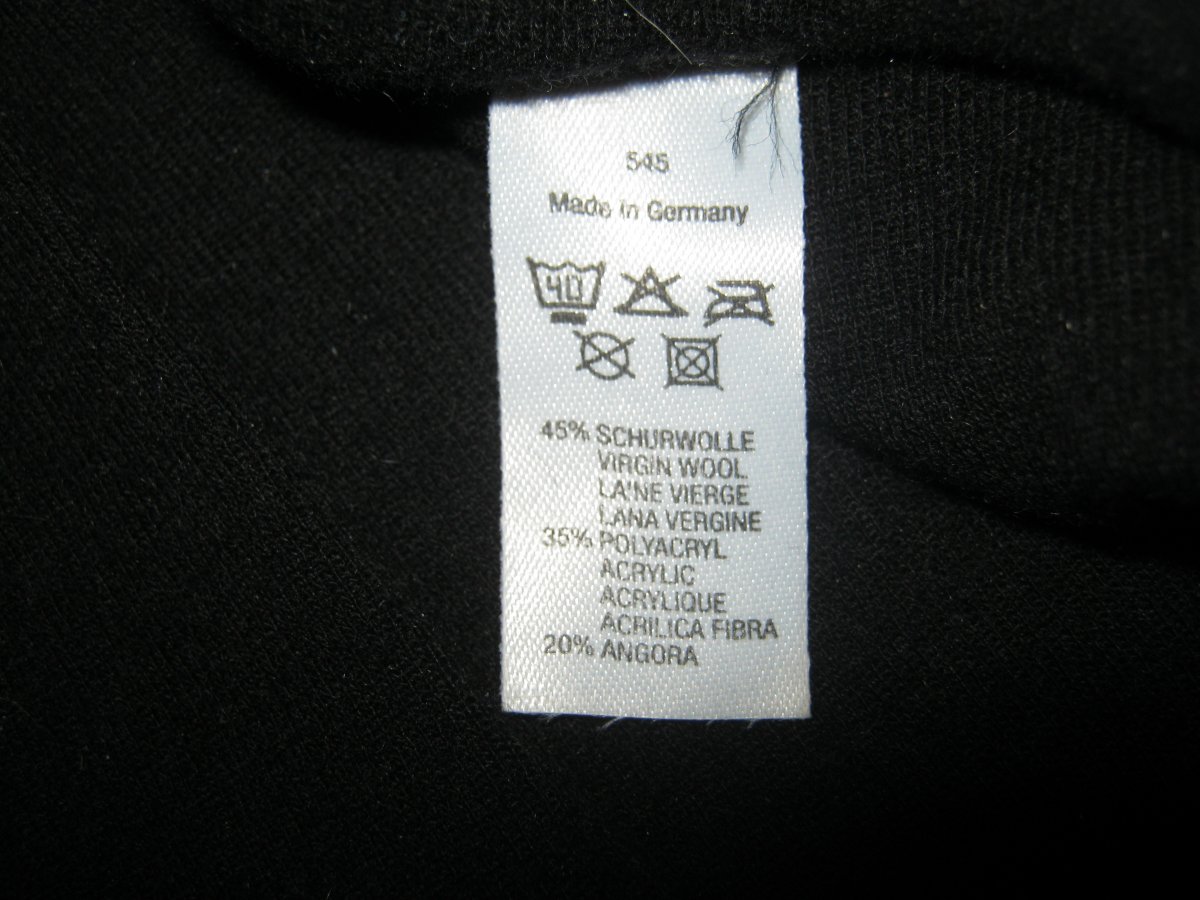 545
Made in Germany
40
45% SCHURWOLLE
VIRGIN WOOL
LA'NE VIERGE
LANA VERGINE
35% POLYACRYL
ACRYLIC
ACRYLIQUE
ACRILICA FIBRA
20% ANGORA